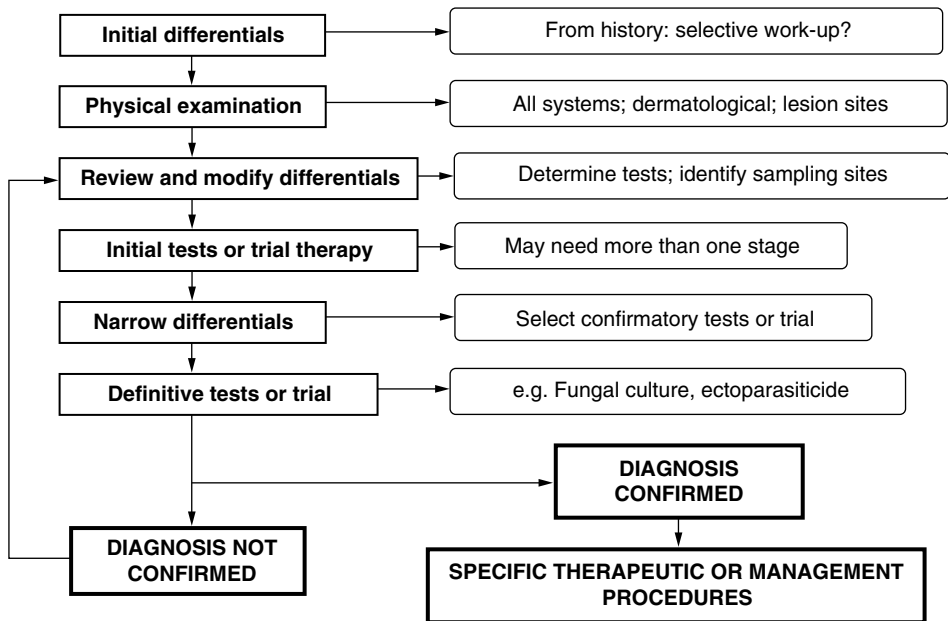 Initial differentials
From history: selective work-up?
Physical examination
All systems; dermatological; lesion sites
Review and modify differentials
Determine tests; identify sampling sites
Initial tests or trial therapy
May need more than one stage
Narrow differentials
Select confirmatory tests or trial
Definitive tests or trial
e.g. Fungal culture, ectoparasiticide
DIAGNOSIS
CONFIRMED
DIAGNOSIS NOT
CONFIRMED
SPECIFIC THERAPEUTIC OR MANAGEMENT
PROCEDURES